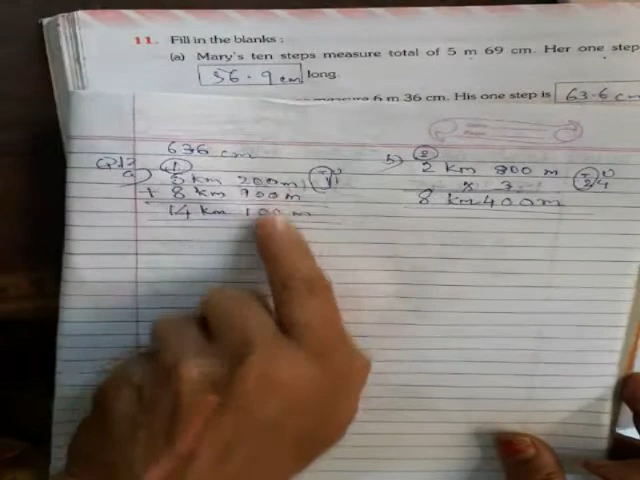 11. Fill in the blanks :
(a) Mary's ten steps measure total of 5 m 69 cm. Her one step
56.9 cm long.
6 m 36 cm. His one step is 63.6 cm
636 cm
Q12
a) 5 km 200 m
+ 8 km 900 m
14 km 100 m
b) 2 km 800 m
x 3
8 km 400 m